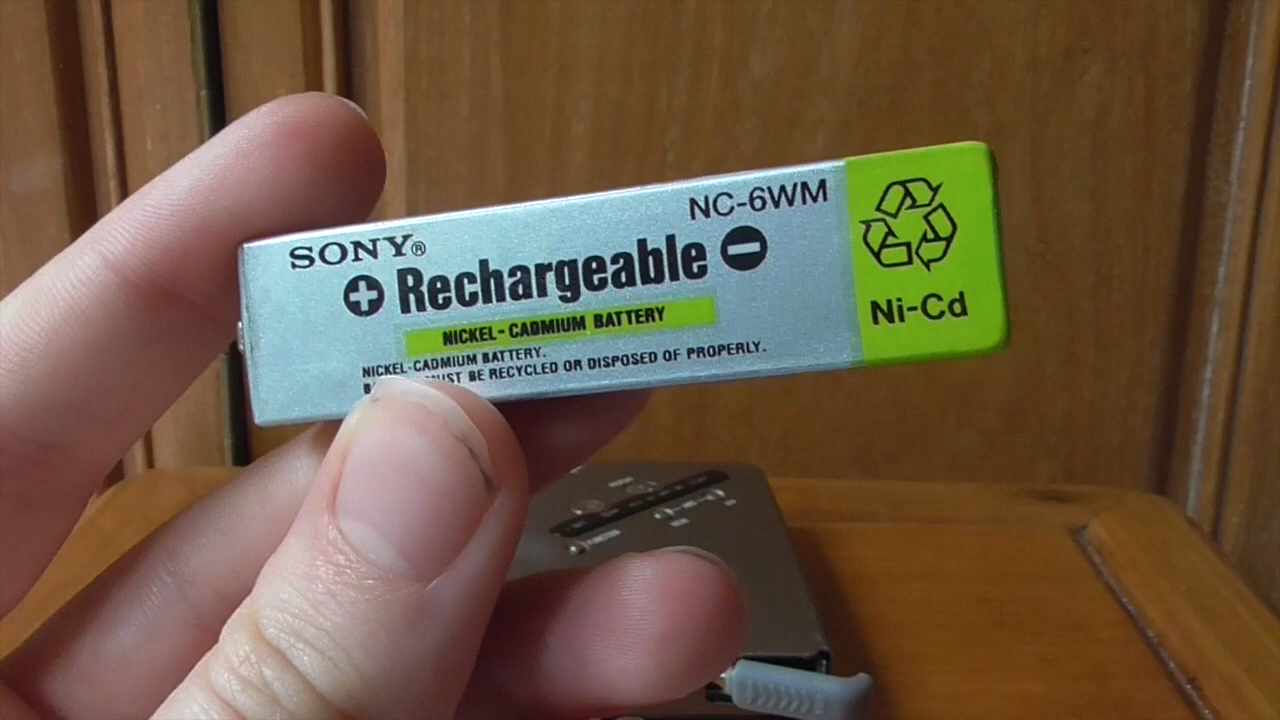 SONY®
NC-6WM
Rechargeable
NICKEL-CADMIUM BATTERY
NICKEL-CADMIUM BATTERY.
MUST BE RECYCLED OR DISPOSED OF PROPERLY.
Ni-Cd